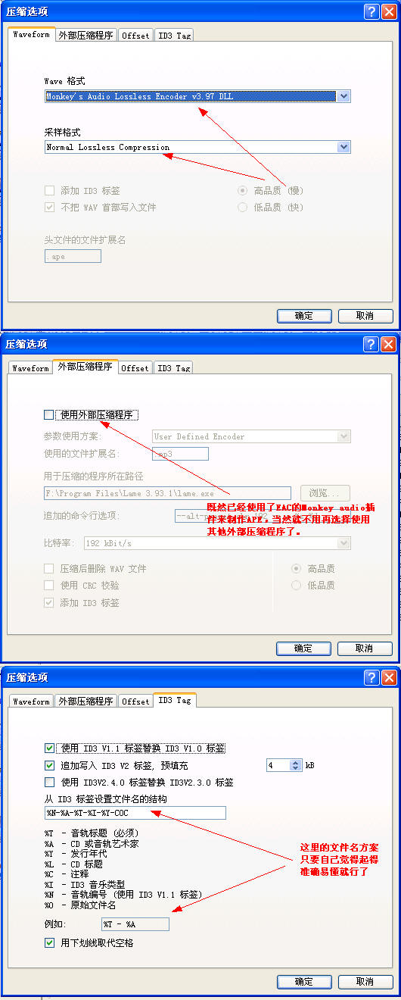 压缩选项
Waveform 外部压缩程序 Offset ID3 Tag
Wave 格式
Monkey's Audio Lossless Encoder v3.97 DLL
采样格式
Normal Lossless Compression
添加 ID3 标签 高品质 (慢)
不把 WAV 首部写入文件 低品质 (快)
头文件的文件扩展名
.ape
确定 取消
压缩选项
Waveform 外部压缩程序 Offset ID3 Tag
使用外部压缩程序
参数使用方案: User Defined Encoder
使用的文件扩展名: .mp3
用于压缩的程序所在路径
F:\Program Files\Lame 3.93.1\lame.exe 浏览...
既然已经使用了EAC的Monkey audio插
件来制作APE，当然就不用再选择使用
其他外部压缩程序了。
追加的命令行选项:
比特率: 192 kBit/s
压缩后删除 WAV 文件 高品质
使用 CRC 校验 低品质
添加 ID3 标签
确定 取消
压缩选项
Waveform 外部压缩程序 Offset ID3 Tag
使用 ID3 V1.1 标签替换 ID3 V1.0 标签
追加写入 ID3 V2 标签, 预填充 4 kB
使用 ID3V2.4.0 标签替换 ID3V2.3.0 标签
从 ID3 标签设置文件名的结构
%N-%A-%T-%I-%Y-COC
%T - 音轨标题 (必须)
%A - CD 或音轨艺术家
%Y - 发行年代
%L - CD 标题
%C - 注释
%I - ID3 音乐类型
%N - 音轨编号 (使用 ID3 V1.1 标签)
%O - 原始文件名
这里的文件名方案
只要自己觉得起得
准确易懂就行了
例如: %T - %A
用下划线取代空格
确定 取消